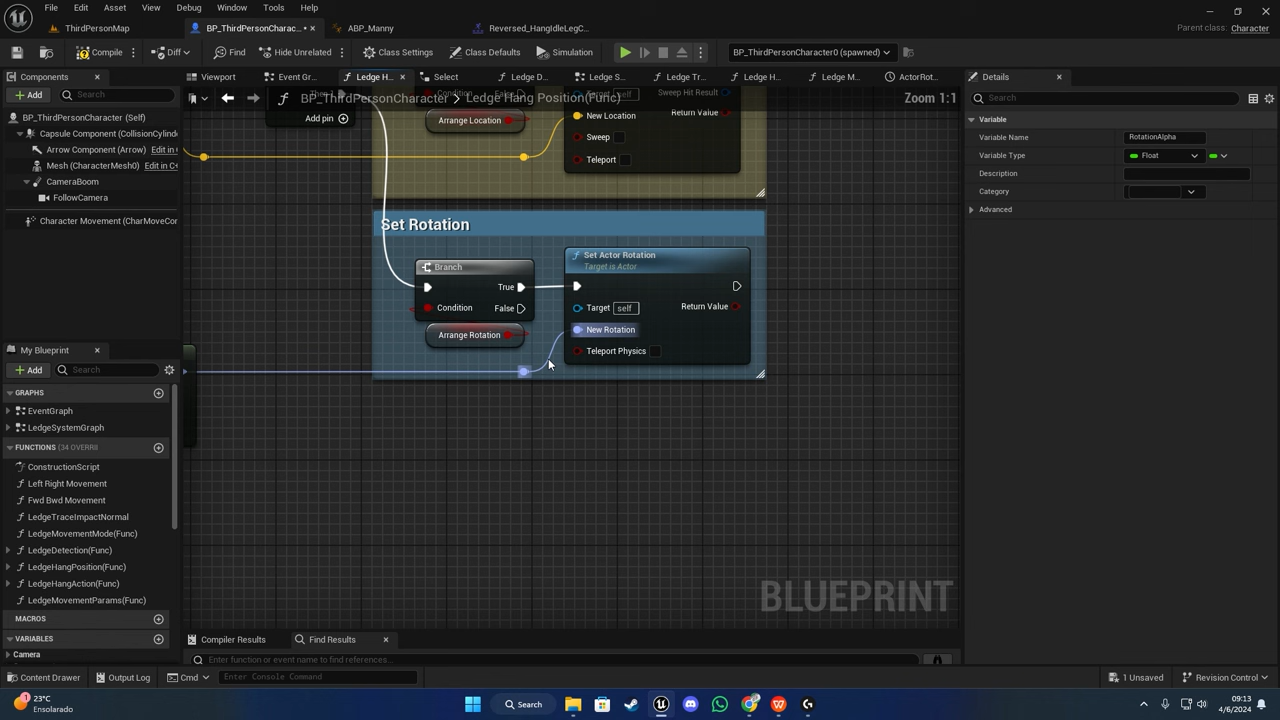 File Edit Asset View Debug Window Tools Help
Parent class: Character
ThirdPersonMap
BP_ThirdPersonCharac... •
ABP_Manny
Reversed_HangIdleLegC...
Compile
Diff
Find
Hide Unrelated
Class Settings
Class Defaults
Simulation
BP_ThirdPersonCharacter0 (spawned)
Components
Viewport
Event Gr...
Ledge H...
Select
Ledge D...
Ledge S...
Ledge Tr...
Ledge H...
Ledge M...
ActorRot...
Details
Add
Search
BP_ThirdPersonCharacter > Ledge Hang Position(Func)
Zoom 1:1
Search
BP_ThirdPersonCharacter (Self)
Capsule Component (CollisionCylinde
Arrow Component (Arrow) Edit in
Mesh (CharacterMesh0) Edit in C+
CameraBoom
FollowCamera
Character Movement (CharMoveCor
Add pin
Condition
False
Target self
Sweep Hit Result
Arrange Location
New Location
Return Value
Sweep
Teleport
Variable
Variable Name RotationAlpha
Variable Type Float
Description
Category
Advanced
Set Rotation
Branch
True
Condition
False
Arrange Rotation
Set Actor Rotation
Target is Actor
Target self
Return Value
New Rotation
Teleport Physics
My Blueprint
Add
Search
GRAPHS
EventGraph
LedgeSystemGraph
FUNCTIONS (34 OVERRI
ConstructionScript
Left Right Movement
Fwd Bwd Movement
LedgeTraceImpactNormal
LedgeMovementMode(Func)
LedgeDetection(Func)
LedgeHangPosition(Func)
LedgeHangAction(Func)
LedgeMovementParams(Func)
MACROS
VARIABLES
Camera
BLUEPRINT
Compiler Results
Find Results
Enter function or event name to find references...
Content Drawer
Output Log
Cmd
Enter Console Command
1 Unsaved
Revision Control
1
23°C
Ensolarado
Search
09:13
4/6/2024